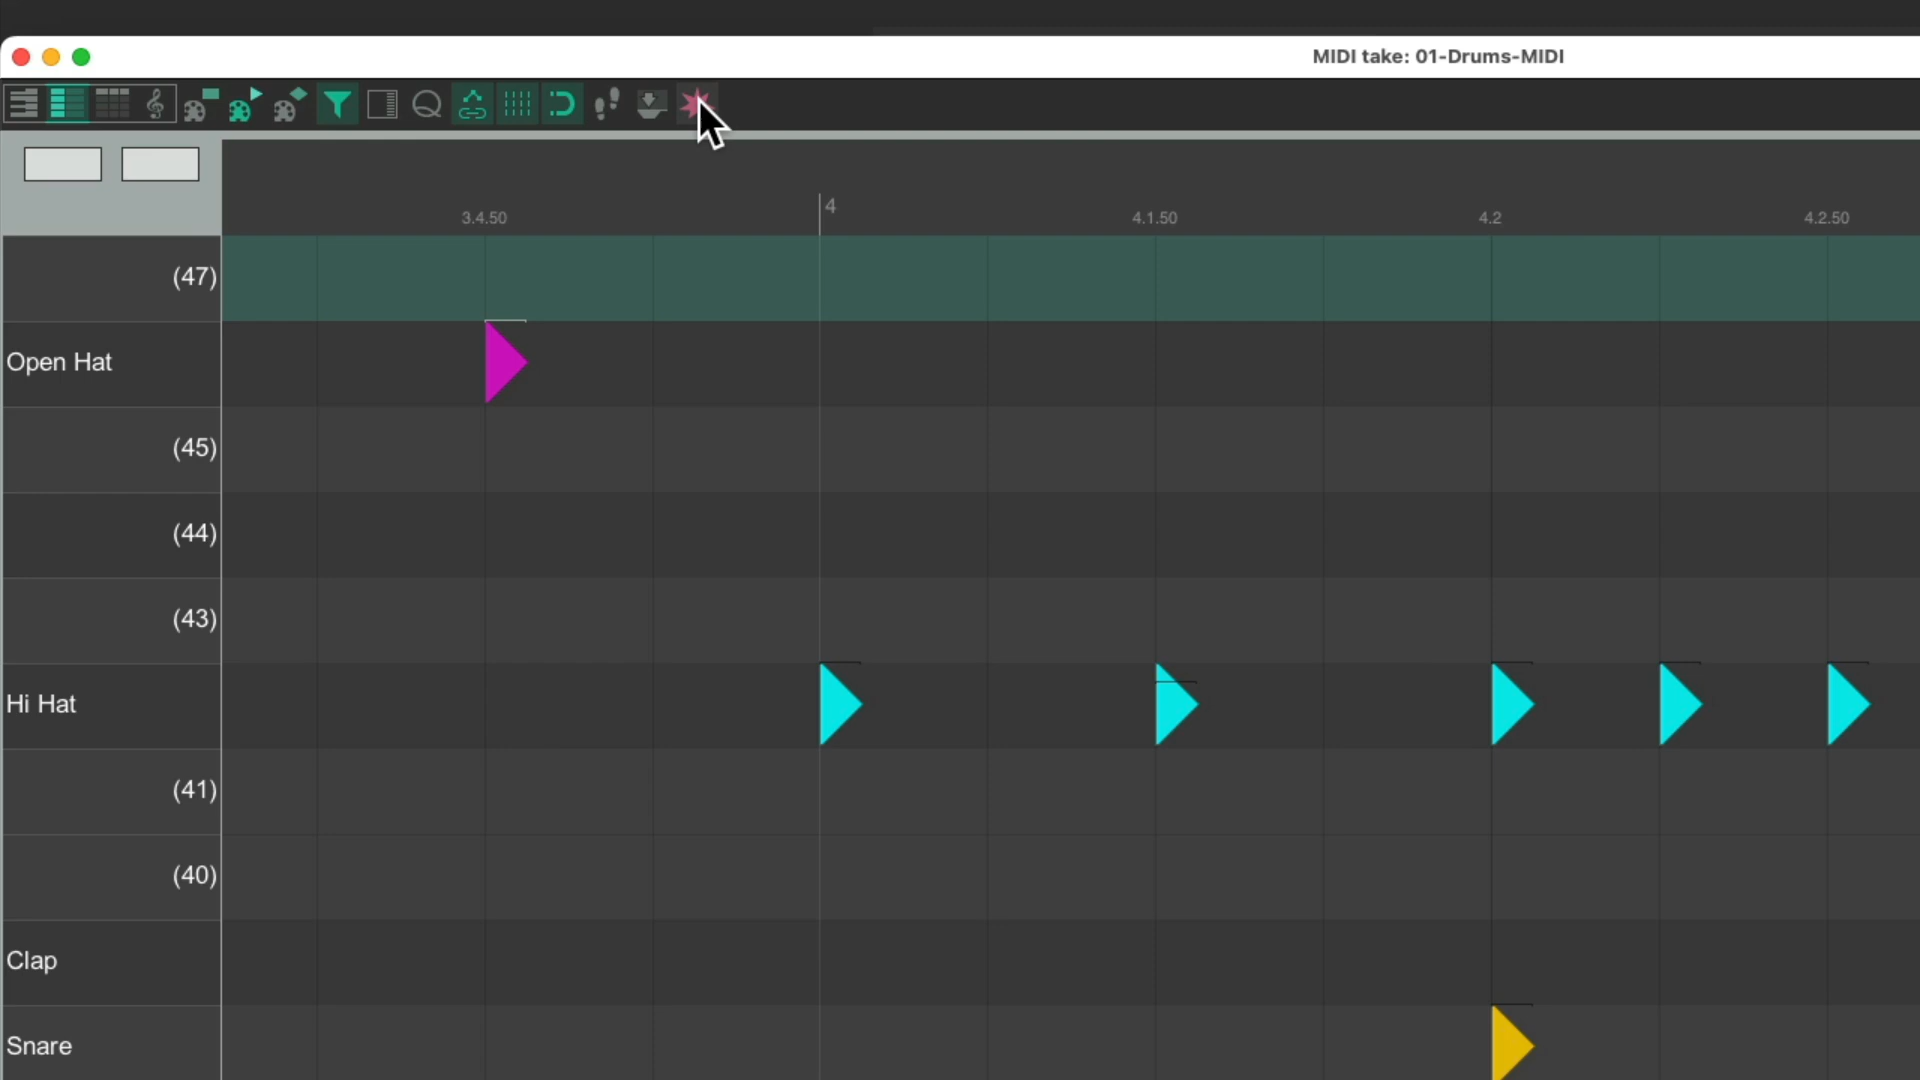 MIDI take: 01-Drums-MIDI
3.4.50
4
4.1.50
4.2
4.2.50
(47)
Open Hat
(45)
(44)
(43)
Hi Hat
(41)
(40)
Clap
Snare